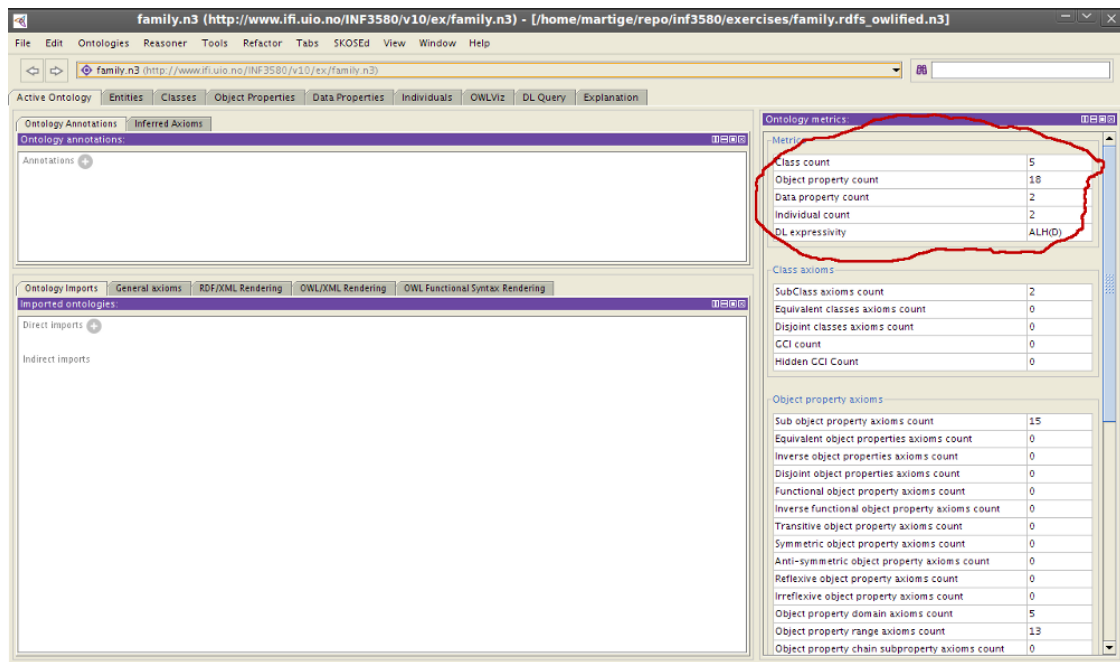 family.n3 (http://www.ifi.uio.no/INF3580/v10/ex/family.n3) - [/home/martige/repo/inf3580/exercises/family.rdfs_owlified.n3]
File Edit Ontologies Reasoner Tools Refactor Tabs SKOSEd View Window Help
family.n3 (http://www.ifi.uio.no/INF3580/v10/ex/family.n3)
Active Ontology Entities Classes Object Properties Data Properties Individuals OWLViz DL Query Explanation
Ontology Annotations Inferred Axioms
Ontology annotations:
Annotations
Ontology Imports General axioms RDF/XML Rendering OWL/XML Rendering OWL Functional Syntax Rendering
Imported ontologies:
Direct imports
Indirect imports
Ontology metrics:
Metrics
Class count 5
Object property count 18
Data property count 2
Individual count 2
DL expressivity ALH(D)
Class axioms
SubClass axioms count 2
Equivalent classes axioms count 0
Disjoint classes axioms count 0
GCI count 0
Hidden GCI Count 0
Object property axioms
Sub object property axioms count 15
Equivalent object properties axioms count 0
Inverse object properties axioms count 0
Disjoint object properties axioms count 0
Functional object property axioms count 0
Inverse functional object property axioms count 0
Transitive object property axioms count 0
Symmetric object property axioms count 0
Anti-symmetric object property axioms count 0
Reflexive object property axioms count 0
Irreflexive object property axioms count 0
Object property domain axioms count 5
Object property range axioms count 13
Object property chain subproperty axioms count 0